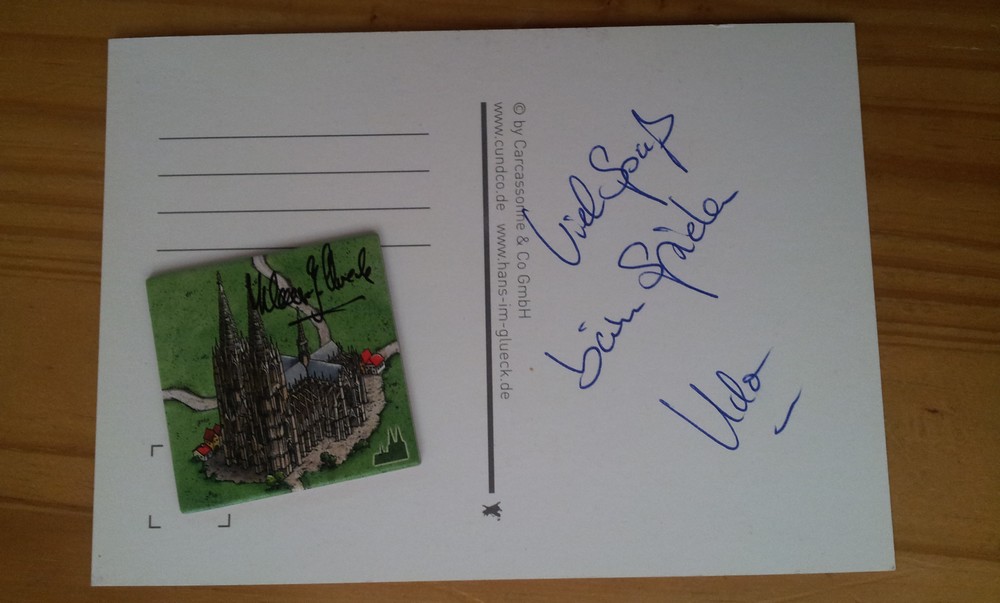 Viel Spaß
beim Spielen
Udo
© by Carcassonne & Co GmbH
www.cundco.de www.hans-im-glueck.de